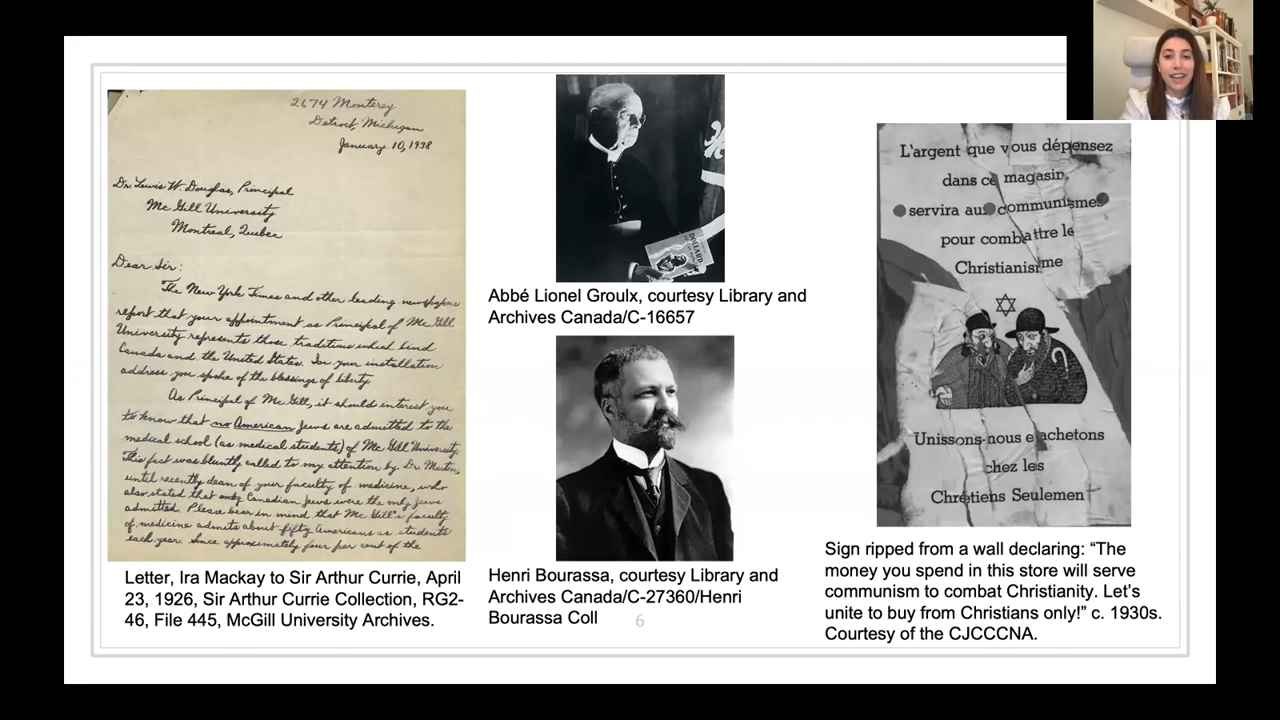 2674 Monterey
Detroit, Michigan
January 10, 1938
Dr. Lewis W. Douglas, Principal
McGill University
Montreal, Quebec
Dear Sir:
The New York Times and other leading newspapers
report that your appointment as Principal of McGill
University represents those traditions which bind
Canada and the United States. In your installation
address you spoke of the blessings of liberty.
As Principal of McGill, it should interest you
to know that no American Jews are admitted to the
medical school (as medical students) of McGill University.
This fact was bluntly called to my attention by Dr. Martin,
until recently dean of your faculty of medicine, who
also stated that only Canadian Jews were the only Jews
admitted. Please bear in mind that McGill's faculty
of medicine admits about fifty Americans as students
each year. Since approximately four per cent of the
Letter, Ira Mackay to Sir Arthur Currie, April
23, 1926, Sir Arthur Currie Collection, RG2-
46, File 445, McGill University Archives.
DOLLARD
Abbé Lionel Groulx, courtesy Library and
Archives Canada/C-16657
Henri Bourassa, courtesy Library and
Archives Canada/C-27360/Henri
Bourassa Coll
6
L'argent que vous dépensez
dans ce magasin,
servira aux communismes
pour combattre le
Christianisme
Unissons-nous e achetons
chez les
Chrétiens Seulemen
Sign ripped from a wall declaring: “The
money you spend in this store will serve
communism to combat Christianity. Let’s
unite to buy from Christians only!” c. 1930s.
Courtesy of the CJCCCNA.